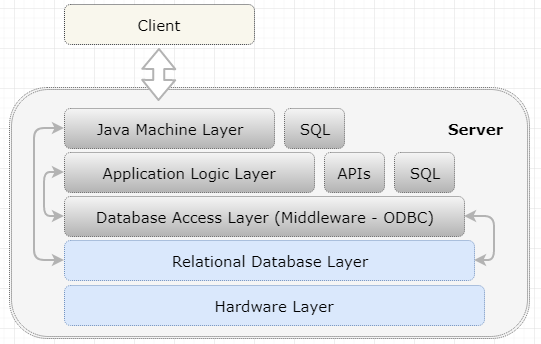 Client
Java Machine Layer
SQL
Server
Application Logic Layer
APIs
SQL
Database Access Layer (Middleware - ODBC)
Relational Database Layer
Hardware Layer